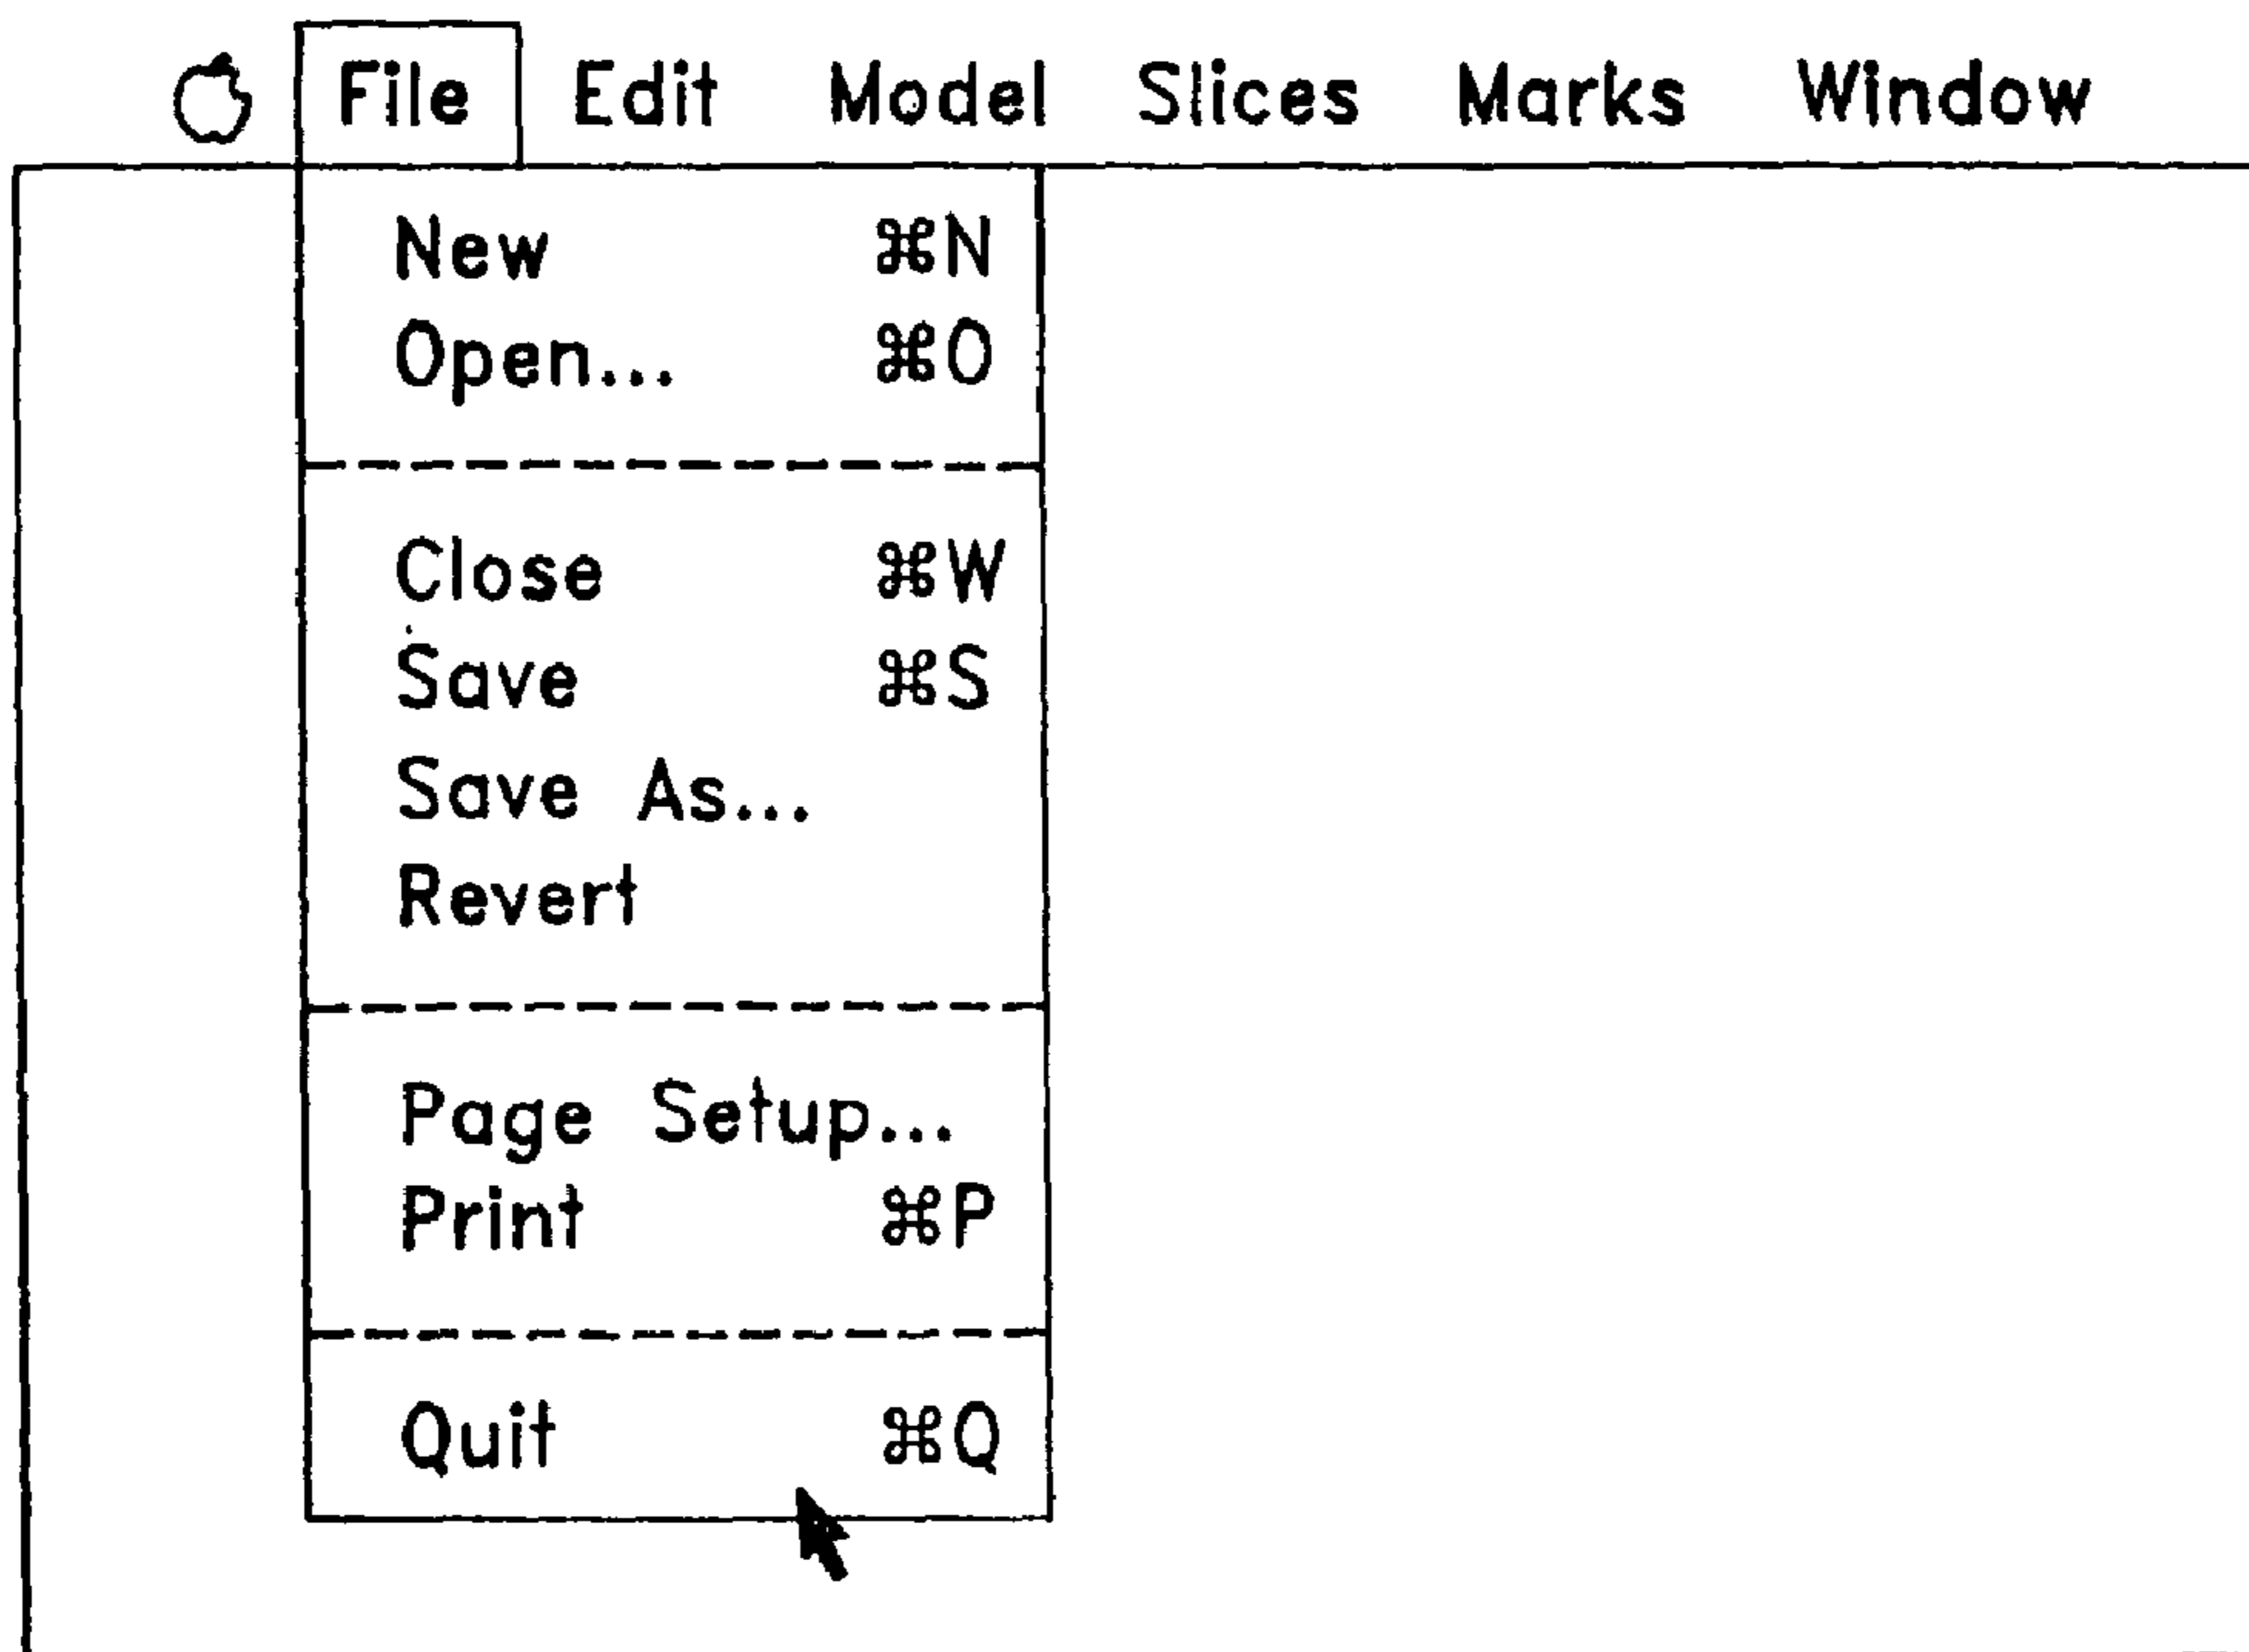 File Edit Model Slices Marks Window
New ⌘N
Open... ⌘O
Close ⌘W
Save ⌘S
Save As...
Revert
Page Setup...
Print ⌘P
Quit ⌘Q